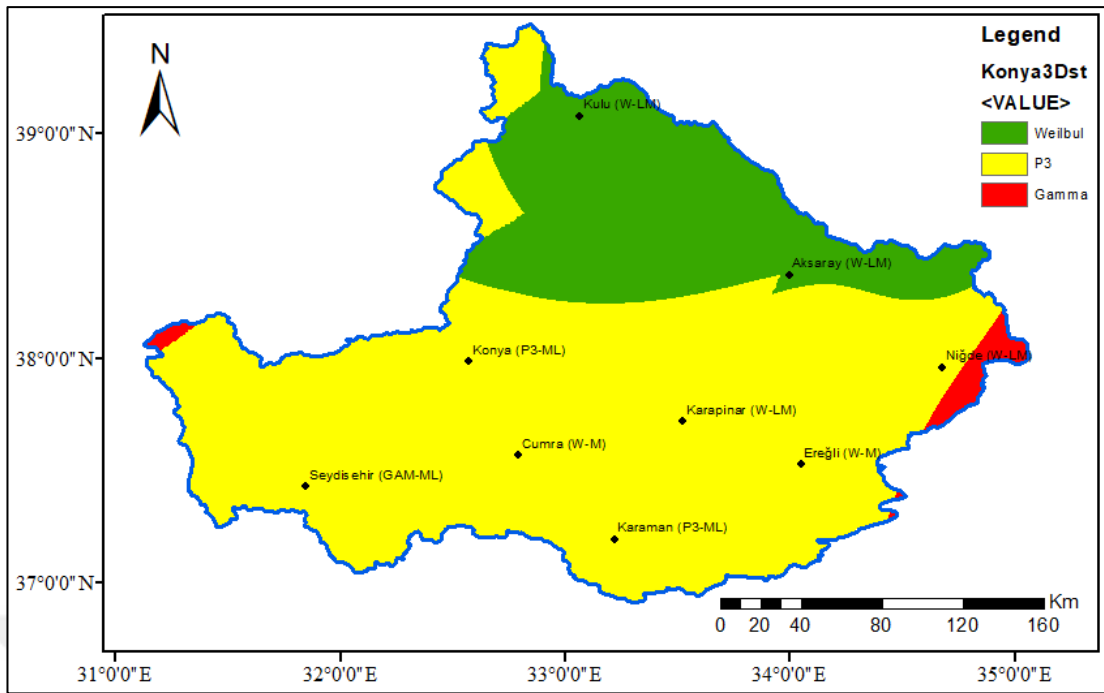 N
Legend
Konya3Dst
<VALUE>
Weilbul
P3
Gamma
39°0'0"N
38°0'0"N
37°0'0"N
Kulu (W-LM)
Aksaray (W-LM)
Konya (P3-ML)
Niğde (W-LM)
Karapinar (W-LM)
Cumra (W-M)
Ereğli (W-M)
Seydisehir (GAM-ML)
Karaman (P3-ML)
Km
0 20 40 80 120 160
31°0'0"E 32°0'0"E 33°0'0"E 34°0'0"E 35°0'0"E